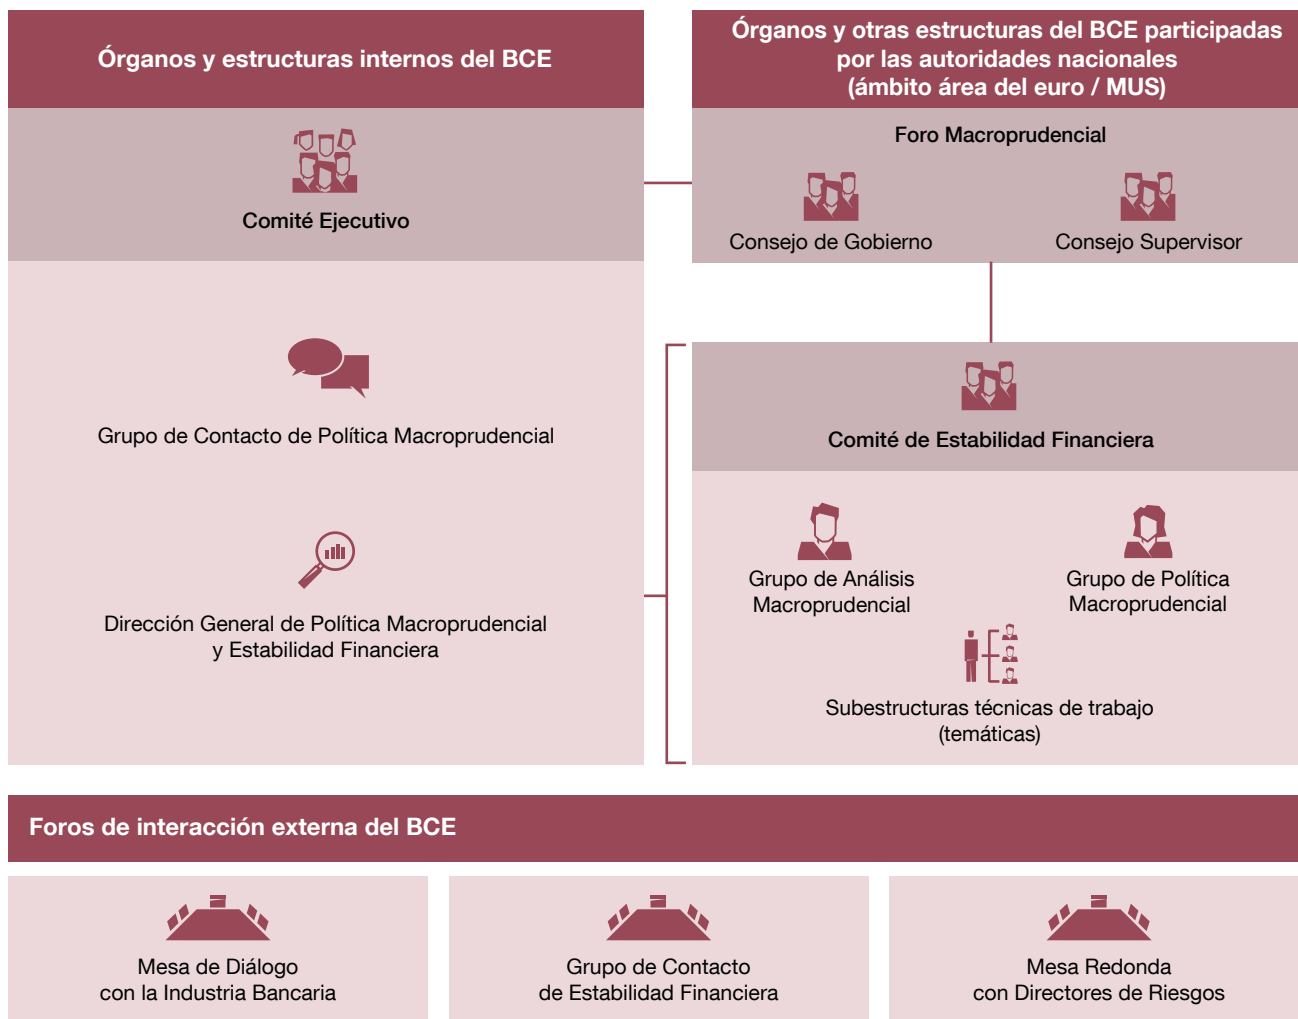 Órganos y estructuras internos del BCE
Comité Ejecutivo
Grupo de Contacto de Política Macroprudencial
Dirección General de Política Macroprudencial
y Estabilidad Financiera
Órganos y otras estructuras del BCE participadas
por las autoridades nacionales
(ámbito área del euro / MUS)
Foro Macroprudencial
Consejo de Gobierno
Consejo Supervisor
Comité de Estabilidad Financiera
Grupo de Análisis
Macroprudencial
Grupo de Política
Macroprudencial
Subestructuras técnicas de trabajo
(temáticas)
Foros de interacción externa del BCE
Mesa de Diálogo
con la Industria Bancaria
Grupo de Contacto
de Estabilidad Financiera
Mesa Redonda
con Directores de Riesgos